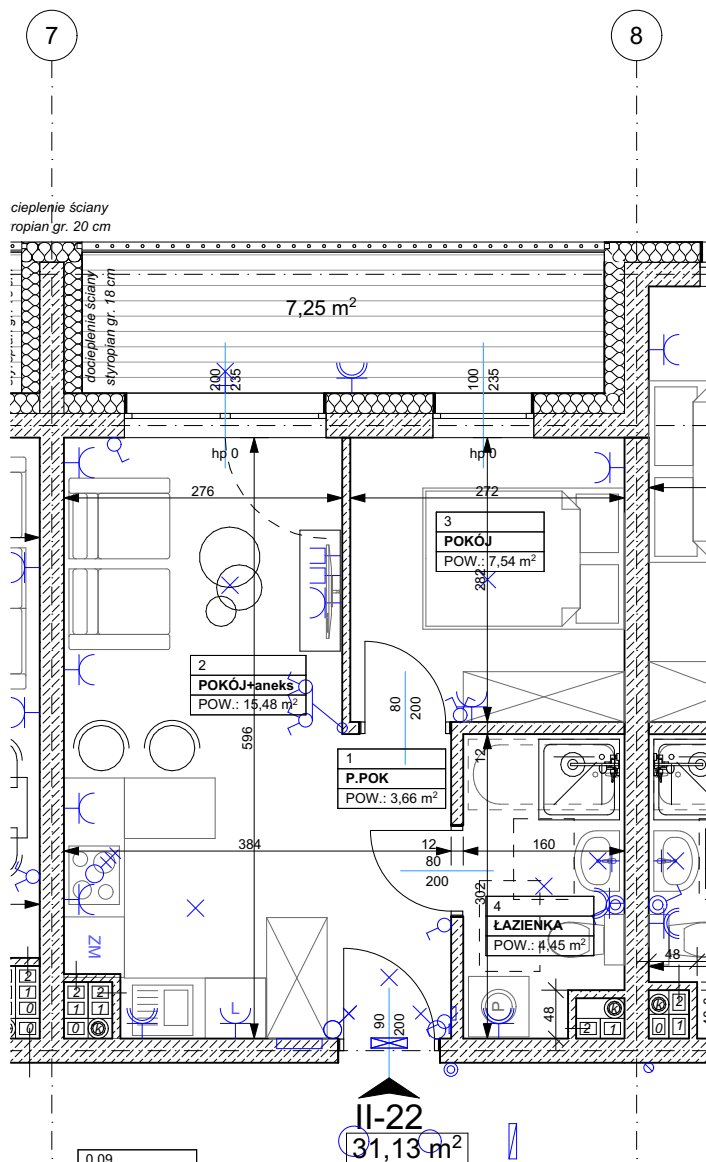 7
8
cieplenie ściany
ropian gr. 20 cm
docieplenie ściany
styropian gr. 18 cm
7,25 m²
200
235
100
235
hp 0
hp 0
276
272
3
POKÓJ
POW.: 7,54 m²
282
2
POKÓJ+aneks
POW.: 15,48 m²
596
80
200
12
1
P.POK
POW.: 3,66 m²
384
12
160
80
200
302
4
ŁAZIENKA
POW.: 4,45 m²
ZM
L
P
48
48
90
200
2
1
0
0
2
2
1
1
0
k
2
1
k
2
0
1
II-22
31,13 m²
0.09